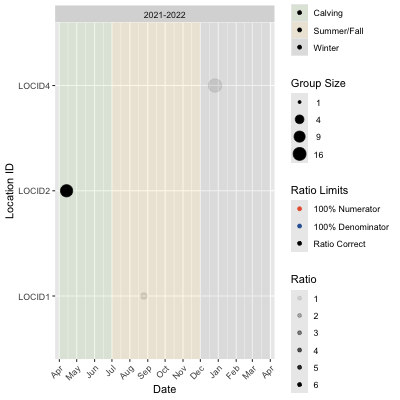 2021-2022
LOCID4
LOCID2
LOCID1
Location ID
Apr May Jun Jul Aug Sep Oct Nov Dec Jan Feb Mar Apr
Date
Calving
Summer/Fall
Winter
Group Size
1
4
9
16
Ratio Limits
100% Numerator
100% Denominator
Ratio Correct
Ratio
1
2
3
4
5
6